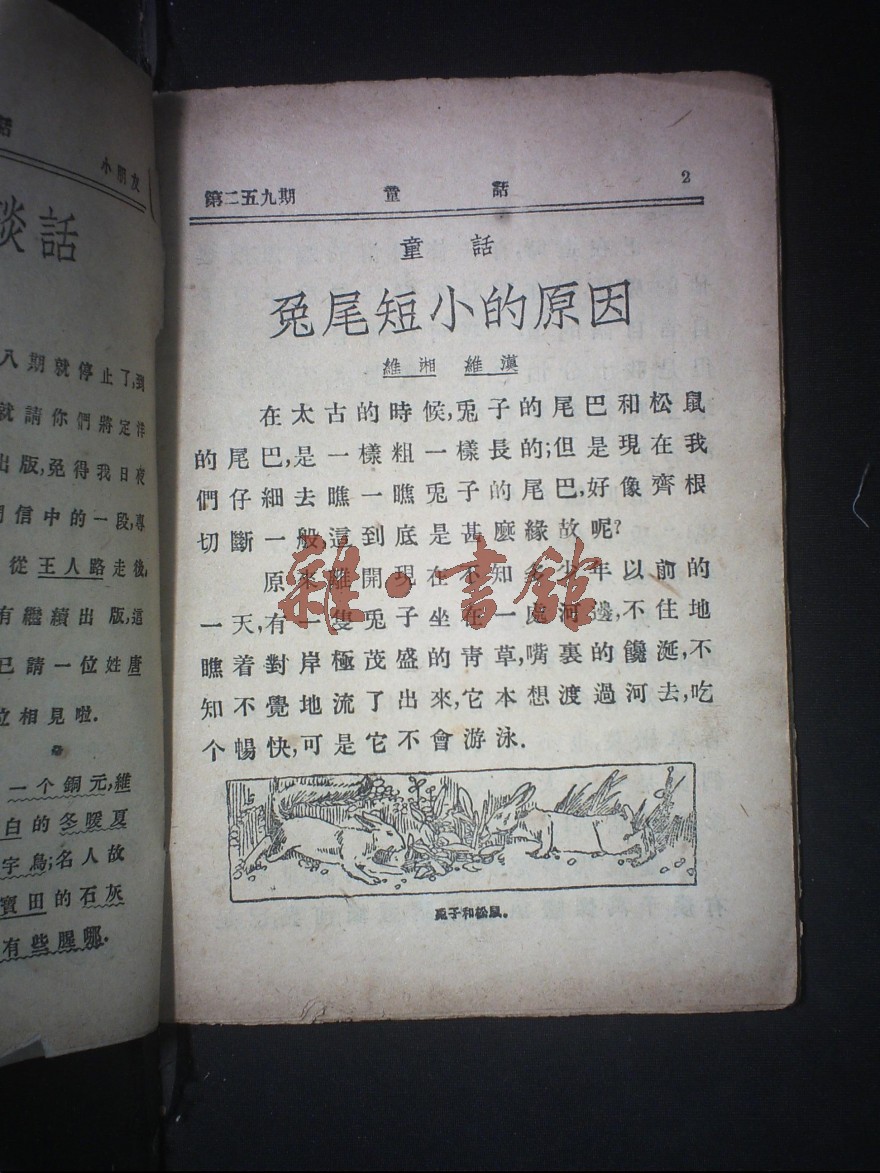 話
小朋友
談話
八期就停止了,到
就請你們將定洋
出版,免得我日夜
信中的一段,專
從王人路走後,
有繼續出版,這
已請一位姓唐
位相見啦.
一个銅元,維
白的冬暖夏
字鳥;名人故
寶田的石灰
有些腥哪.
第二五九期 童話 2
童話
兔尾短小的原因
維湘 維漢
在太古的時候,兎子的尾巴和松鼠
的尾巴,是一樣粗一樣長的;但是現在我
們仔細去瞧一瞧兎子的尾巴,好像齊根
切斷一般,這到底是甚麼緣故呢?
原來離開現在不知多少年以前的
一天,有一隻兎子坐在一處河邊,不住地
瞧着對岸極茂盛的靑草,嘴裏的饞涎,不
知不覺地流了出來,它本想渡過河去,吃
个暢快,可是它不會游泳.
兎子和松鼠。
雜·書館